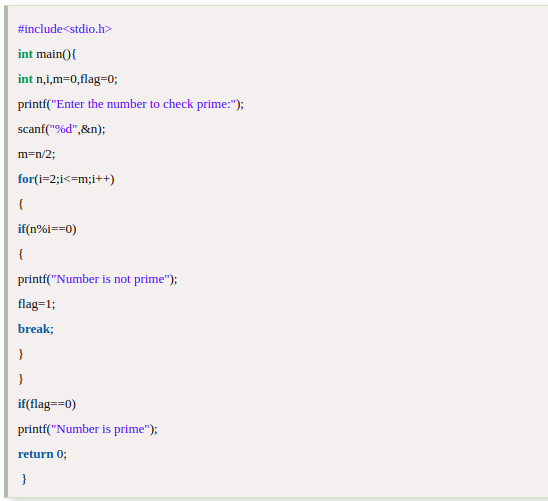 #include<stdio.h>
int main(){
int n,i,m=0,flag=0;
printf("Enter the number to check prime:");
scanf("%d",&n);
m=n/2;
for(i=2;i<=m;i++)
{
if(n%i==0)
{
printf("Number is not prime");
flag=1;
break;
}
}
if(flag==0)
printf("Number is prime");
return 0;
}